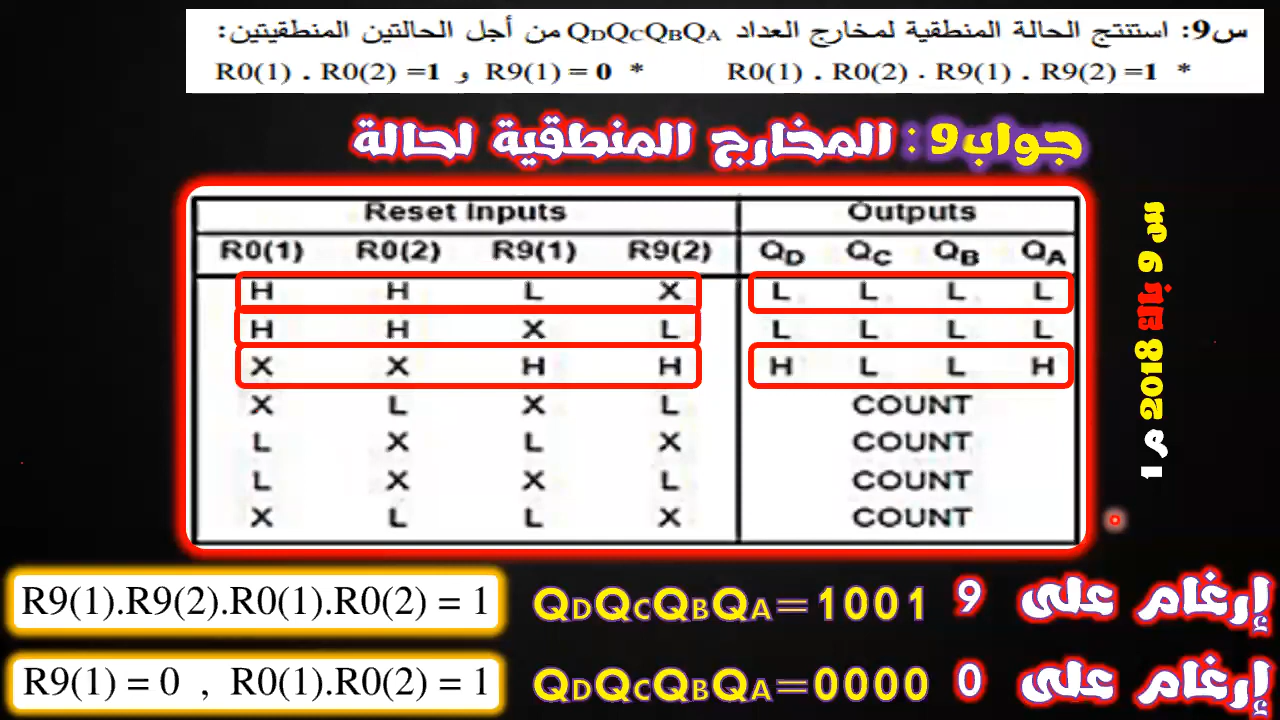 س9: استنتج الحالة المنطقية لمخارج العداد QDQCQBQA من أجل الحالتين المنطقيتين:
* R0(1) . R0(2) . R9(1) . R9(2) =1 * R0(1) . R0(2) =1 و R9(1) = 0
جواب9 : المخارج المنطقية لحالة
Reset Inputs Outputs
R0(1) R0(2) R9(1) R9(2) QD QC QB QA
H H L X L L L L
H H X L L L L L
X X H H H L L H
X L X L COUNT
L X L X COUNT
L X X L COUNT
X L L X COUNT
س 9 باك 2018 م 1
R9(1).R9(2).R0(1).R0(2) = 1 QDQCQBQA=1001 إرغام على 9
R9(1) = 0 , R0(1).R0(2) = 1 QDQCQBQA=0000 إرغام على 0